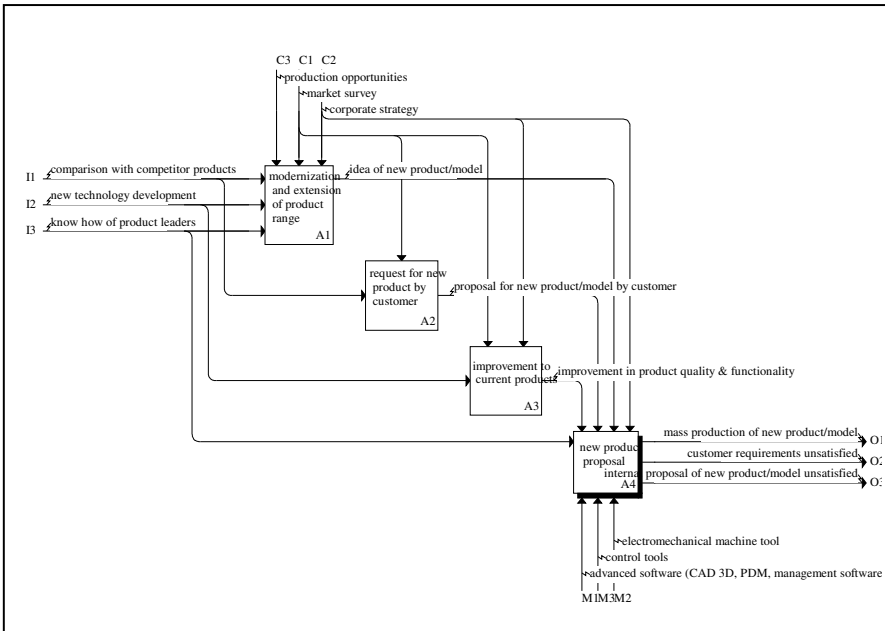 C3 C1 C2
production opportunities
market survey
corporate strategy
I1 comparison with competitor products
modernization
and extension
of product
range
A1
idea of new product/model
I2 new technology development
I3 know how of product leaders
request for new
product by
customer
A2
proposal for new product/model by customer
improvement to
current products
A3
improvement in product quality & functionality
new produc
proposal
interna
A4
mass production of new product/model O1
customer requirements unsatisfied O2
proposal of new product/model unsatisfied O3
electromechanical machine tool
control tools
advanced software (CAD 3D, PDM, management software
M1M3M2